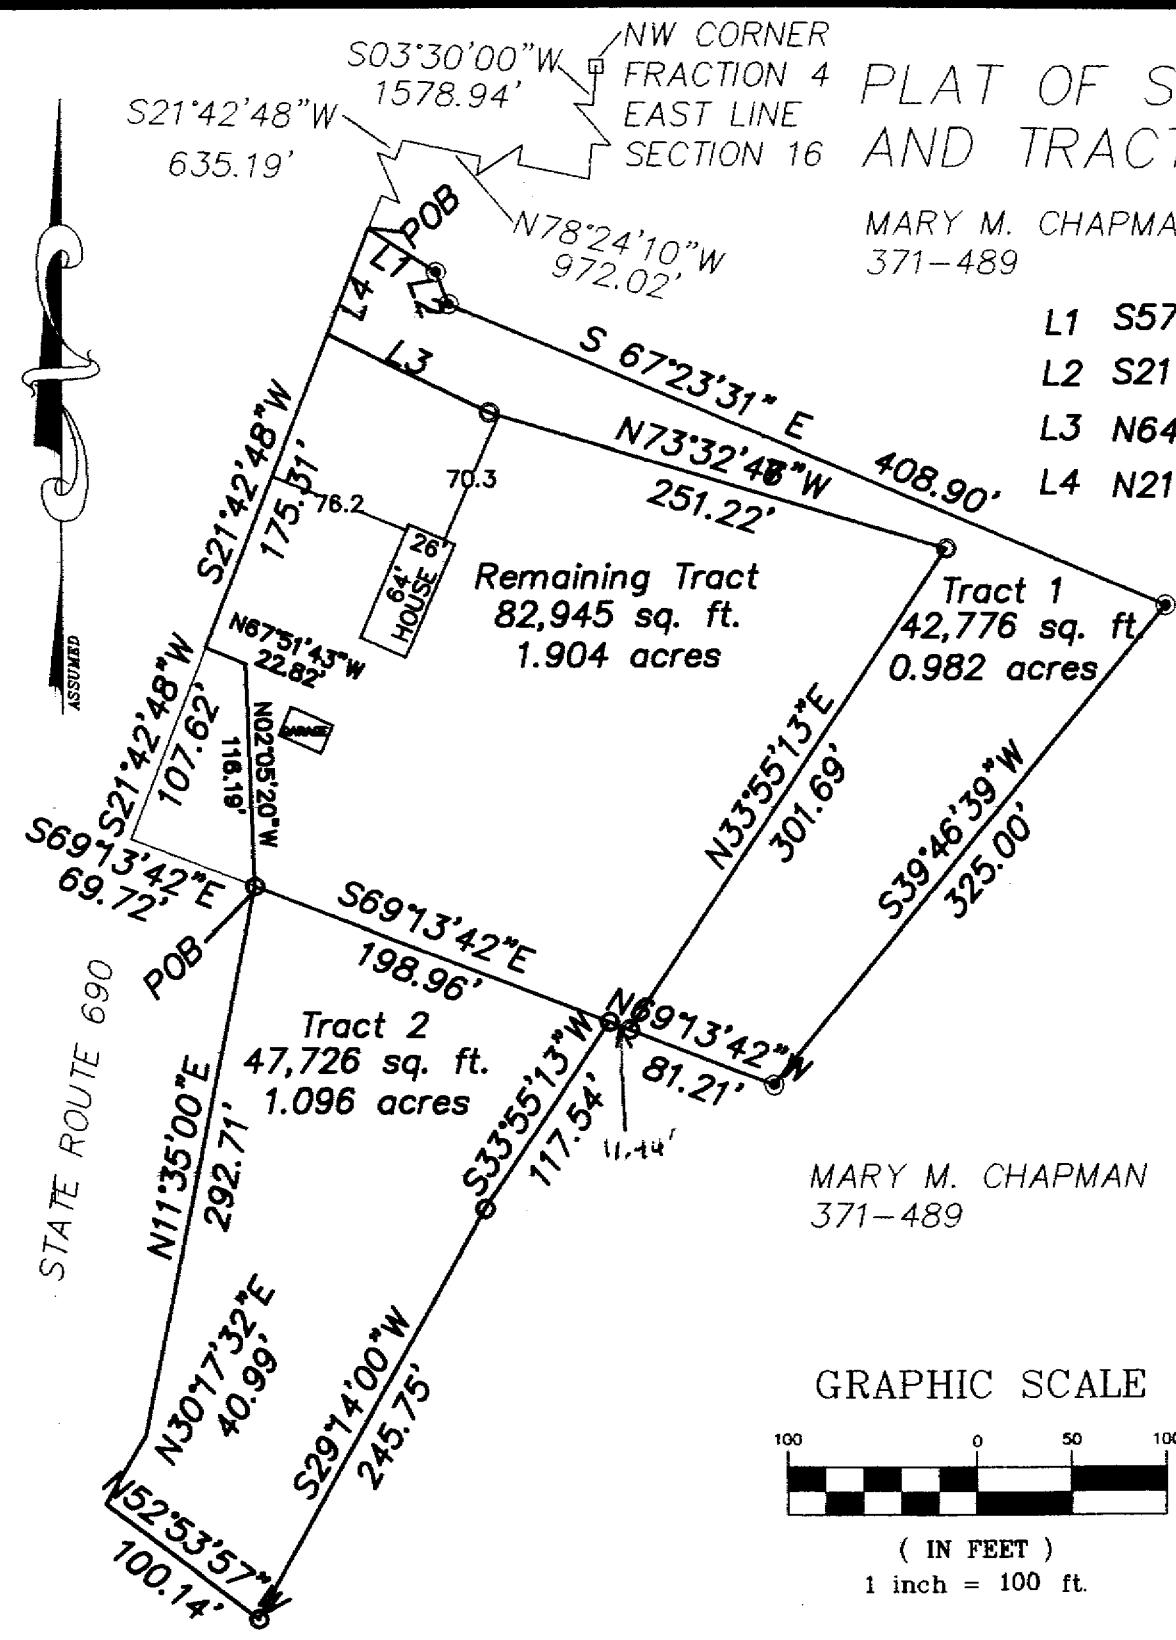 NW CORNER
FRACTION 4
EAST LINE
SECTION 16
S03°30'00"W
1578.94'
S21°42'48"W
635.19'
PLAT OF S
AND TRACT
POB
N78°24'10"W
972.02'
MARY M. CHAPMA
371-489
L1
L2
L4
L3
L1 S57
L2 S21
L3 N64
L4 N21
S 67°23'31" E
408.90'
N73°32'46"W
251.22'
S21°42'48"W
175.31'
76.2
70.3
26'
64'
HOUSE
Remaining Tract
82,945 sq. ft.
1.904 acres
Tract 1
42,776 sq. ft.
0.982 acres
ASSUMED
N67°51'43"W
22.82'
S21°42'48"W
107.62'
N02°05'20"W
116.19'
GARAGE
N33°55'13"E
301.69'
S39°46'39"W
325.00'
S69°13'42"E
69.72'
S69°13'42"E
198.96'
POB
STATE ROUTE 690
Tract 2
47,726 sq. ft.
1.096 acres
N69°13'42"W
81.21'
11.44'
S33°55'13"W
117.54'
N11°35'00"E
292.71'
MARY M. CHAPMAN
371-489
N30°17'32"E
40.99'
S29°14'00"W
245.75'
N52°53'57"W
100.14'
GRAPHIC SCALE
100 0 50 100
( IN FEET )
1 inch = 100 ft.